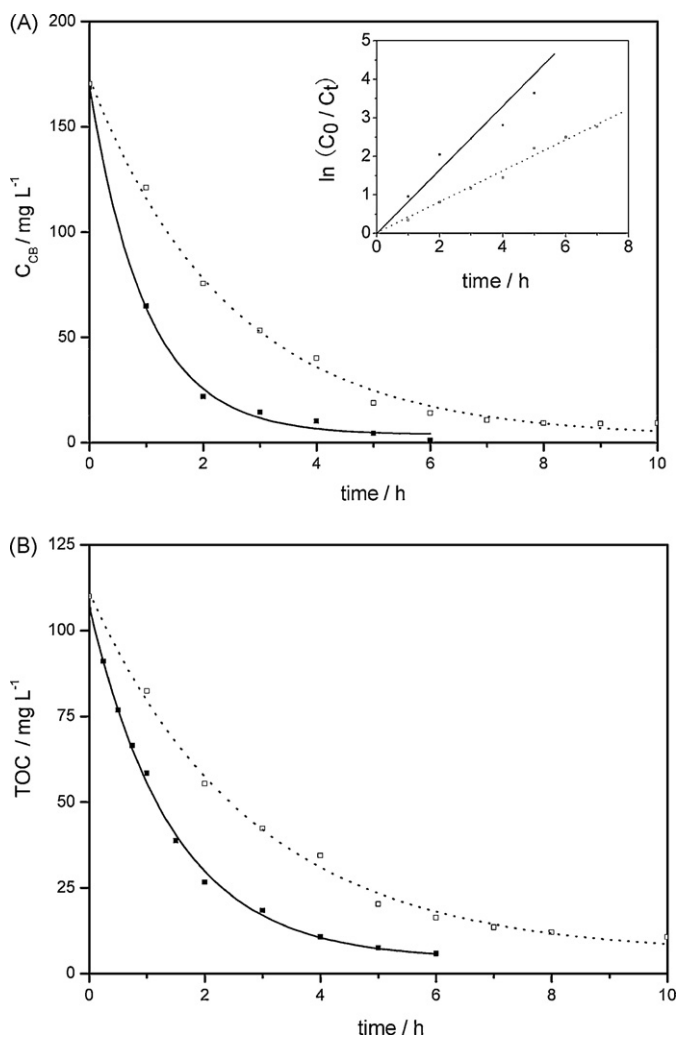 (A)
200
150
100
50
0
C_CB / mg L⁻¹
0 2 4 6 8 10
time / h
5
4
3
2
1
0
ln (C0 / Ct)
0 2 4 6 8
time / h
(B)
125
100
75
50
25
0
TOC / mg L⁻¹
0 2 4 6 8 10
time / h